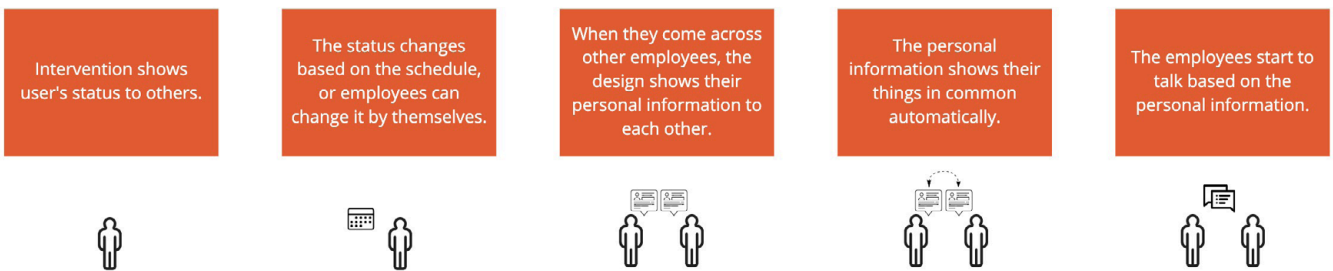 Intervention shows
user's status to others.
The status changes
based on the schedule,
or employees can
change it by themselves.
When they come across
other employees, the
design shows their
personal information to
each other.
The personal
information shows their
things in common
automatically.
The employees start to
talk based on the
personal information.